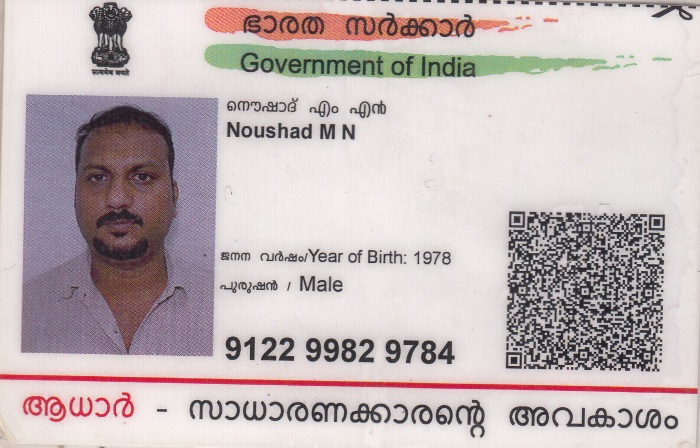 ഭാരത സർക്കാർ
Government of India
सत्यमेव जयते
നൌഷാദ് എം എൻ
Noushad M N
ജനന വർഷം/Year of Birth: 1978
പുരുഷൻ / Male
9122 9982 9784
ആധാർ - സാധാരണക്കാരന്റെ അവകാശം